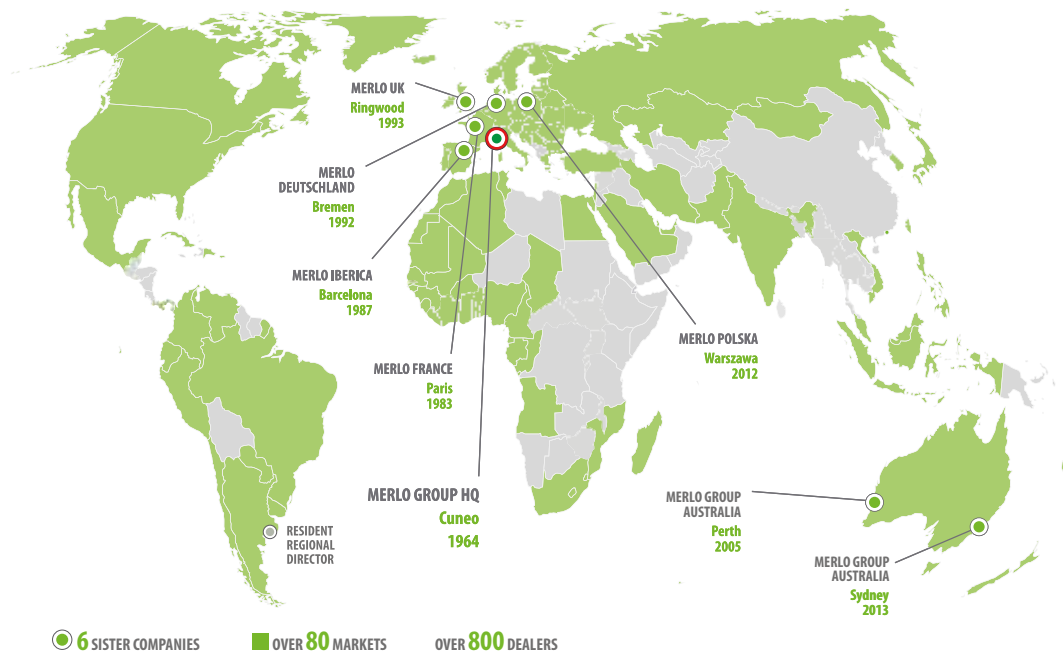 MERLO UK
Ringwood
1993
MERLO
DEUTSCHLAND
Bremen
1992
MERLO IBERICA
Barcelona
1987
MERLO FRANCE
Paris
1983
MERLO GROUP HQ
Cuneo
1964
MERLO POLSKA
Warszawa
2012
MERLO GROUP
AUSTRALIA
Perth
2005
MERLO GROUP
AUSTRALIA
Sydney
2013
RESIDENT
REGIONAL
DIRECTOR
6 SISTER COMPANIES
OVER 80 MARKETS
OVER 800 DEALERS